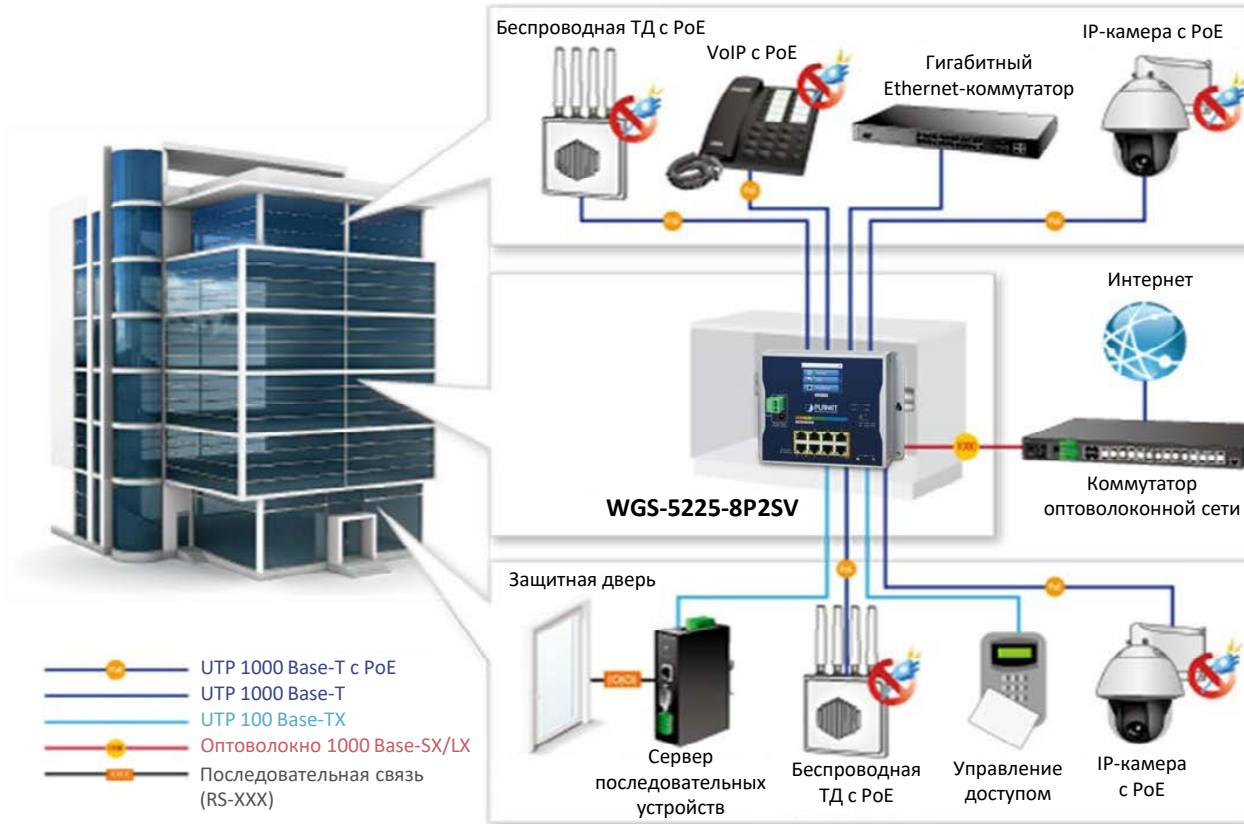 Беспроводная ТД с PoE
VoIP с PoE
Гигабитный
Ethernet-коммутатор
IP-камера с PoE
Интернет
PLANET
WGS-5225-8P2SV
Коммутатор
оптоволоконной сети
Защитная дверь
Сервер
последовательных
устройств
Беспроводная
ТД с PoE
Управление
доступом
IP-камера
с PoE
UTP 1000 Base-T с PoE
UTP 1000 Base-T
UTP 100 Base-TX
Оптоволокно 1000 Base-SX/LX
Последовательная связь
(RS-XXX)